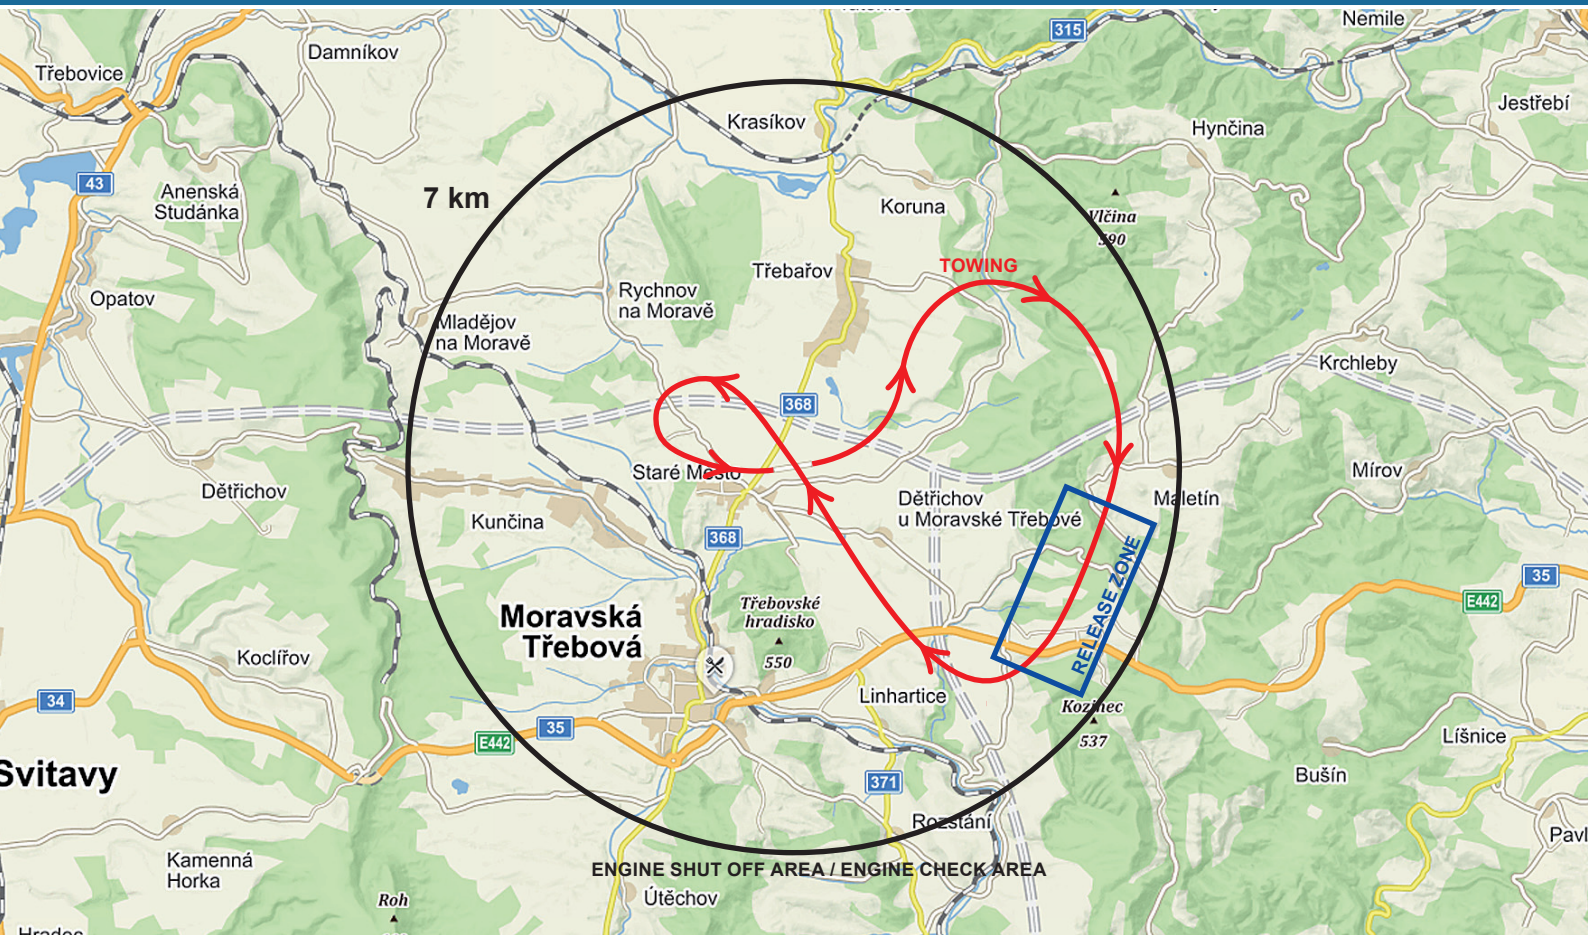 315
Nemile
Damníkov
Třebovice
Jestřebí
Krasíkov
Hynčina
43
Anenská
Studánka
7 km
Koruna
Vlčina
590
TOWING
Třebařov
Rychnov
na Moravě
Opatov
Mladějov
na Moravě
Krchleby
368
Staré Město
Mírov
Dětřichov
Dětřichov
u Moravské Třebové
Maletín
Kunčina
368
RELEASE ZONE
35
E442
Třebovské
hradisko
550
Moravská
Třebová
Koclířov
34
Linhartice
Kozinec
537
35
E442
Líšnice
Svitavy
Bušín
371
Rozstání
Kamenná
Horka
ENGINE SHUT OFF AREA / ENGINE CHECK AREA
Útěchov
Roh